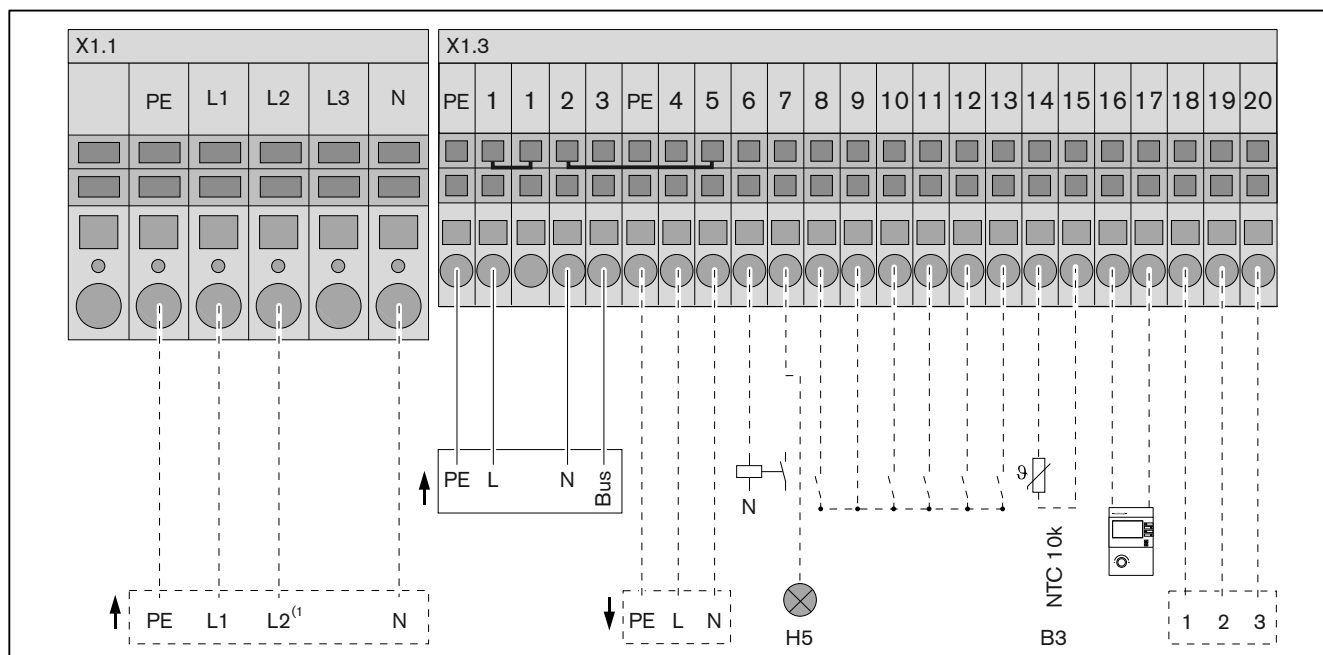 X1.1
PE L1 L2 L3 N
X1.3
PE 1 1 2 3 PE 4 5 6 7 8 9 10 11 12 13 14 15 16 17 18 19 20
PE L N Bus
N
ϑ
NTC 10k
PE L1 L2(1 N
PE L N
H5
B3
1 2 3